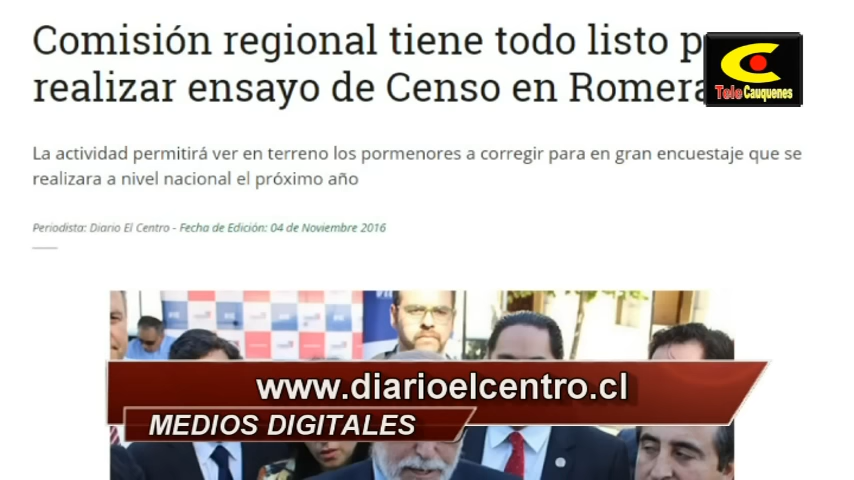 Comisión regional tiene todo listo p
realizar ensayo de Censo en Romera
Tele Cauquenes
La actividad permitirá ver en terreno los pormenores a corregir para en gran encuestaje que se
realizara a nivel nacional el próximo año
Periodista: Diario El Centro - Fecha de Edición: 04 de Noviembre 2016
www.diarioelcentro.cl
MEDIOS DIGITALES